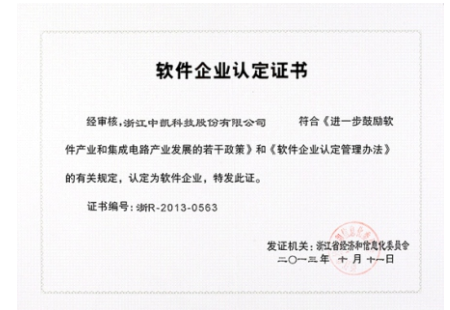 软件企业认定证书
经审核,浙江中凯科技股份有限公司 符合《进一步鼓励软
件产业和集成电路产业发展的若干政策》和《软件企业认定管理办法》
的有关规定，认定为软件企业，特发此证。
证书编号:浙R-2013-0563
发证机关:浙江省经济和信息化委员会
二〇一三年 十 月 十一日